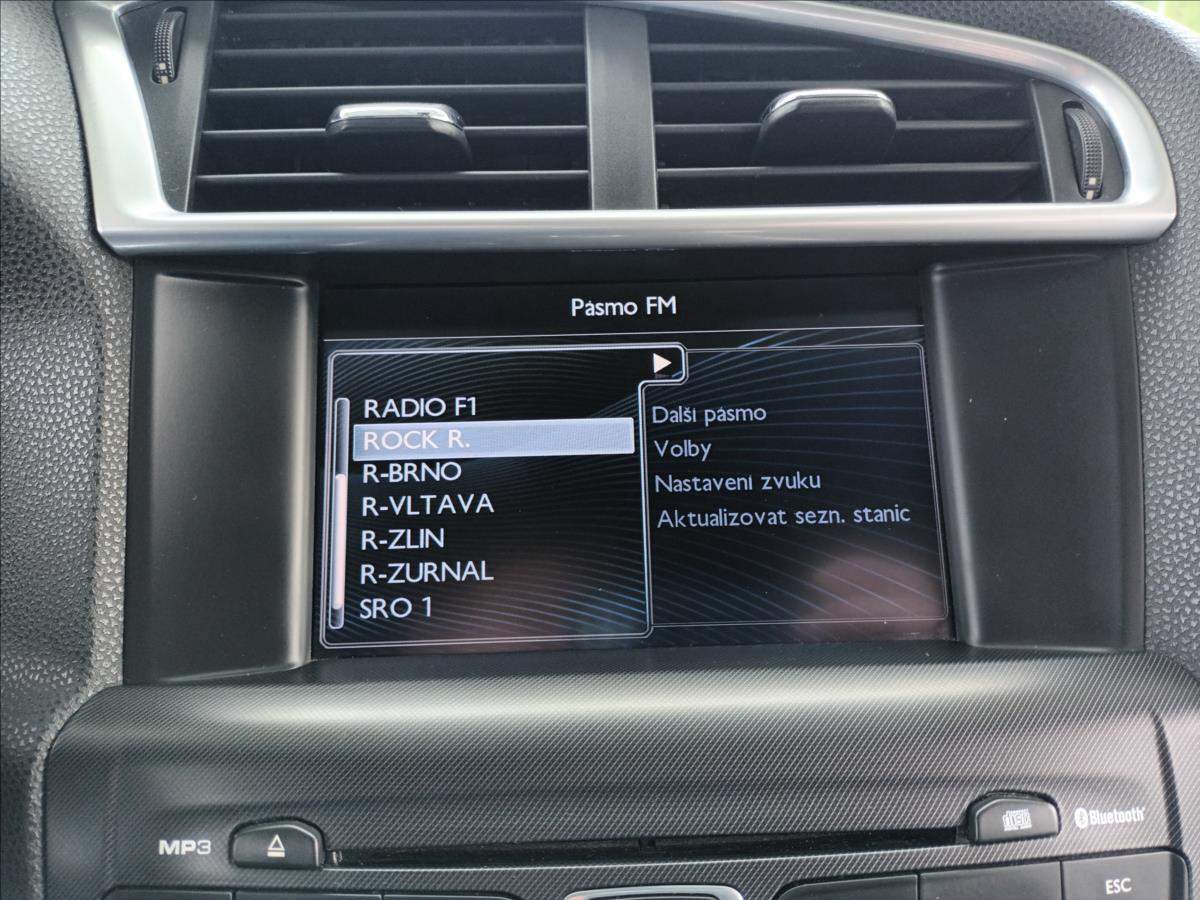 Pásmo FM
RADIO F1
ROCK R.
R-BRNO
R-VLTAVA
R-ZLIN
R-ZURNAL
SRO 1
Další pásmo
Volby
Nastavení zvuku
Aktualizovat sezn. stanic
MP3
Bluetooth
ESC